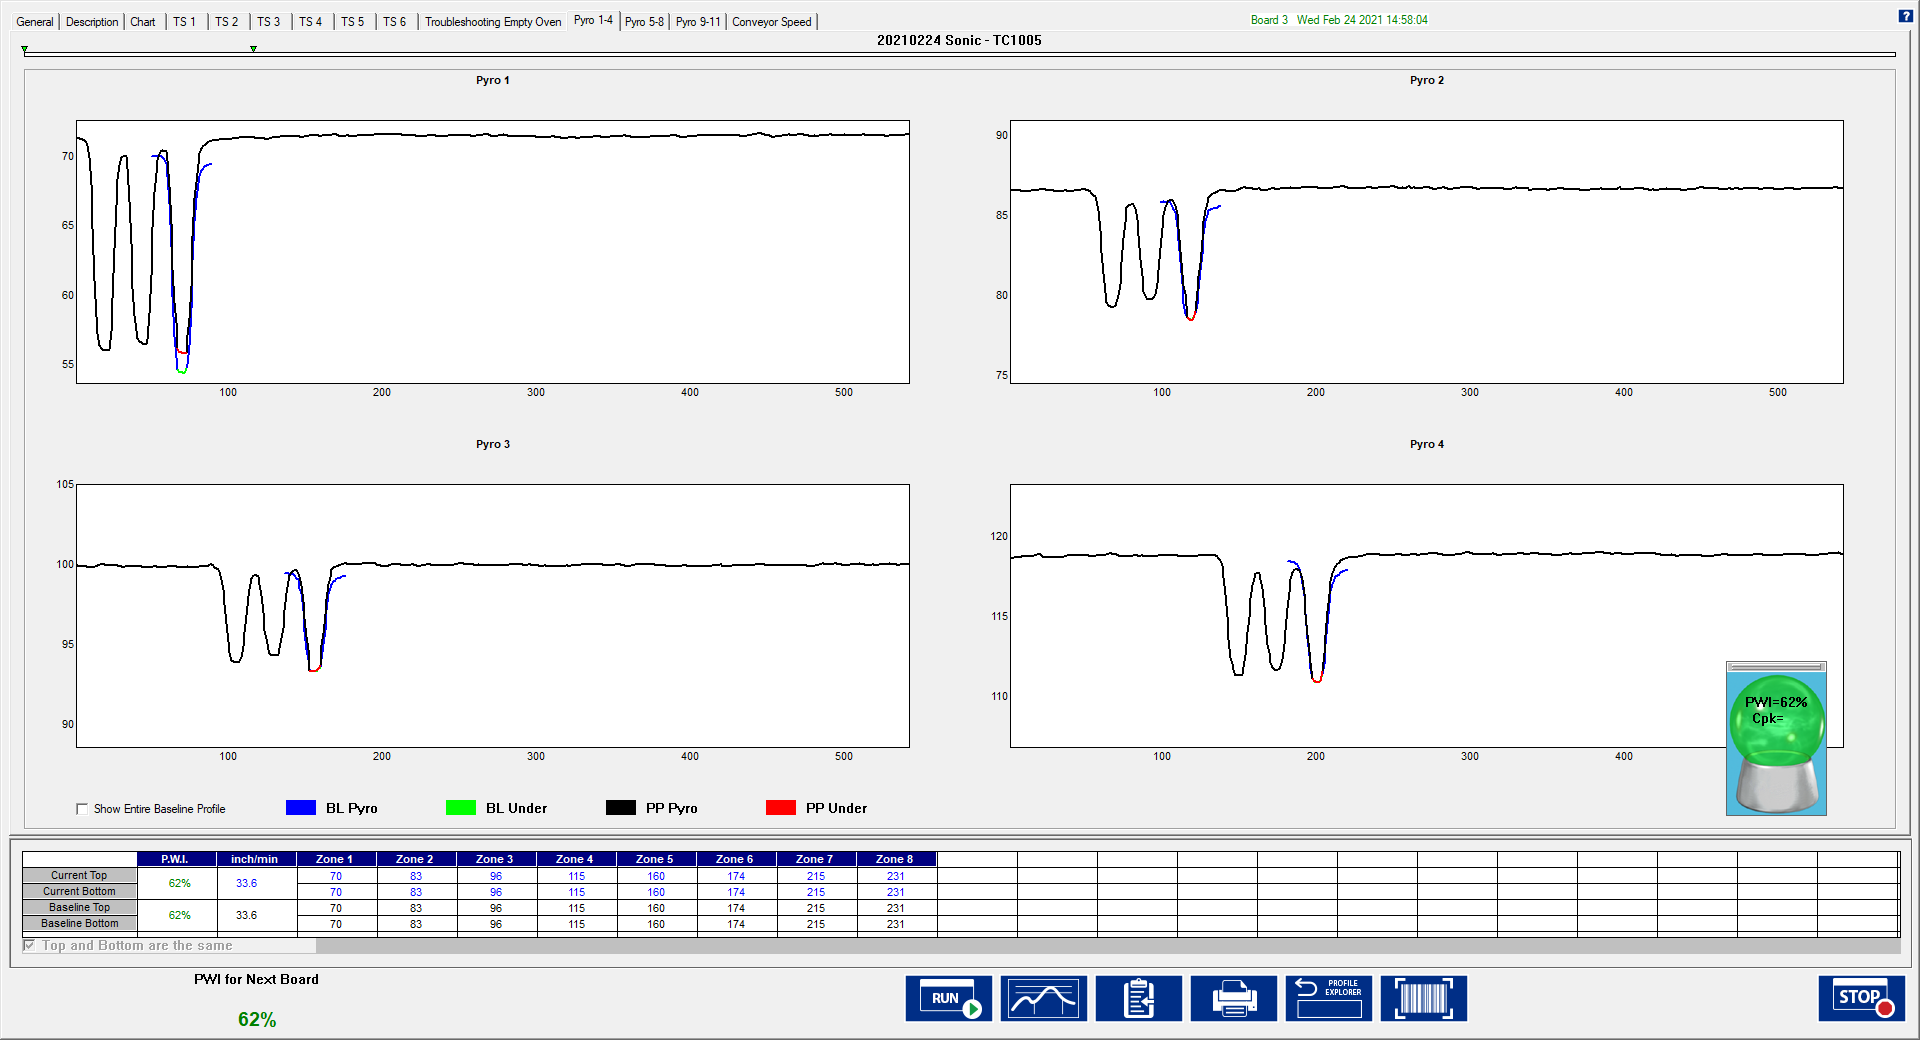 General Description Chart TS 1 TS 2 TS 3 TS 4 TS 5 TS 6 Troubleshooting Empty Oven Pyro 1-4 Pyro 5-8 Pyro 9-11 Conveyor Speed
Board 3 Wed Feb 24 2021 14:58:04
?
20210224 Sonic - TC1005
Pyro 1
70
65
60
55
100 200 300 400 500
Pyro 2
90
85
80
75
100 200 300 400 500
Pyro 3
105
100
95
90
100 200 300 400 500
Pyro 4
120
115
110
100 200 300 400
PWI=62%
Cpk=
Show Entire Baseline Profile BL Pyro BL Under PP Pyro PP Under
P.W.I. inch/min Zone 1 Zone 2 Zone 3 Zone 4 Zone 5 Zone 6 Zone 7 Zone 8
Current Top 62% 33.6 70 83 96 115 160 174 215 231
Current Bottom 70 83 96 115 160 174 215 231
Baseline Top 62% 33.6 70 83 96 115 160 174 215 231
Baseline Bottom 70 83 96 115 160 174 215 231
Top and Bottom are the same
PWI for Next Board
62%
RUN
PROFILE
EXPLORER
STOP